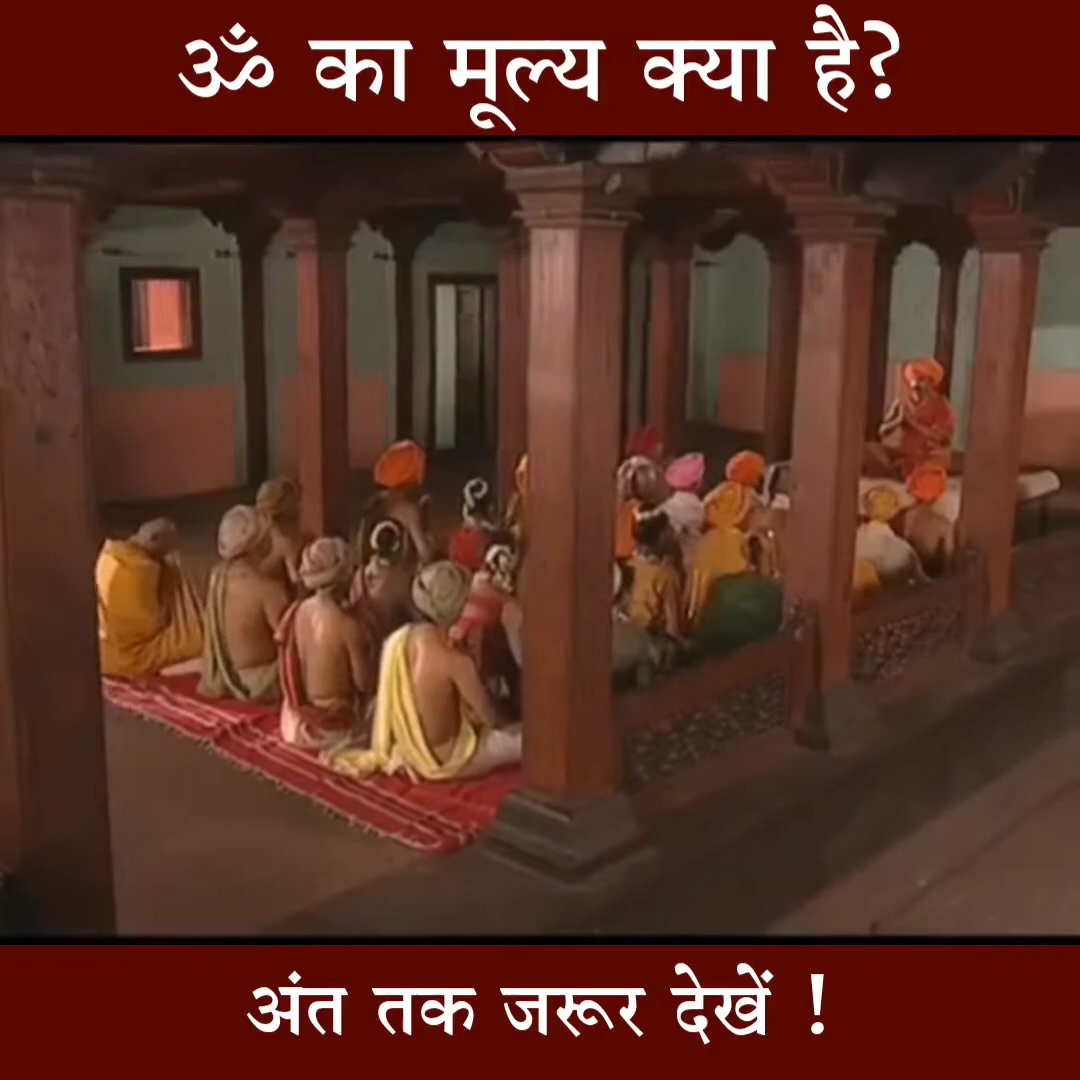 ॐ का मूल्य क्या है?
अंत तक जरूर देखें !